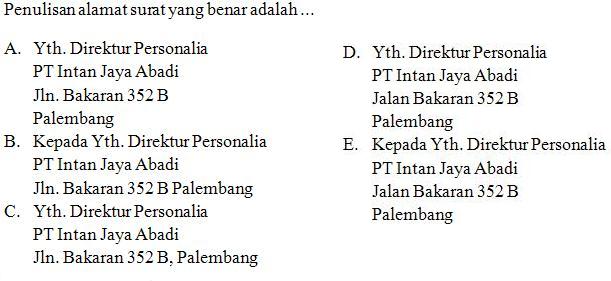 Penulisan alamat surat yang benar adalah ...
A. Yth. Direktur Personalia
PT Intan Jaya Abadi
Jln. Bakaran 352 B
Palembang
B. Kepada Yth. Direktur Personalia
PT Intan Jaya Abadi
Jln. Bakaran 352 B Palembang
C. Yth. Direktur Personalia
PT Intan Jaya Abadi
Jln. Bakaran 352 B, Palembang
D. Yth. Direktur Personalia
PT Intan Jaya Abadi
Jalan Bakaran 352 B
Palembang
E. Kepada Yth. Direktur Personalia
PT Intan Jaya Abadi
Jalan Bakaran 352 B
Palembang